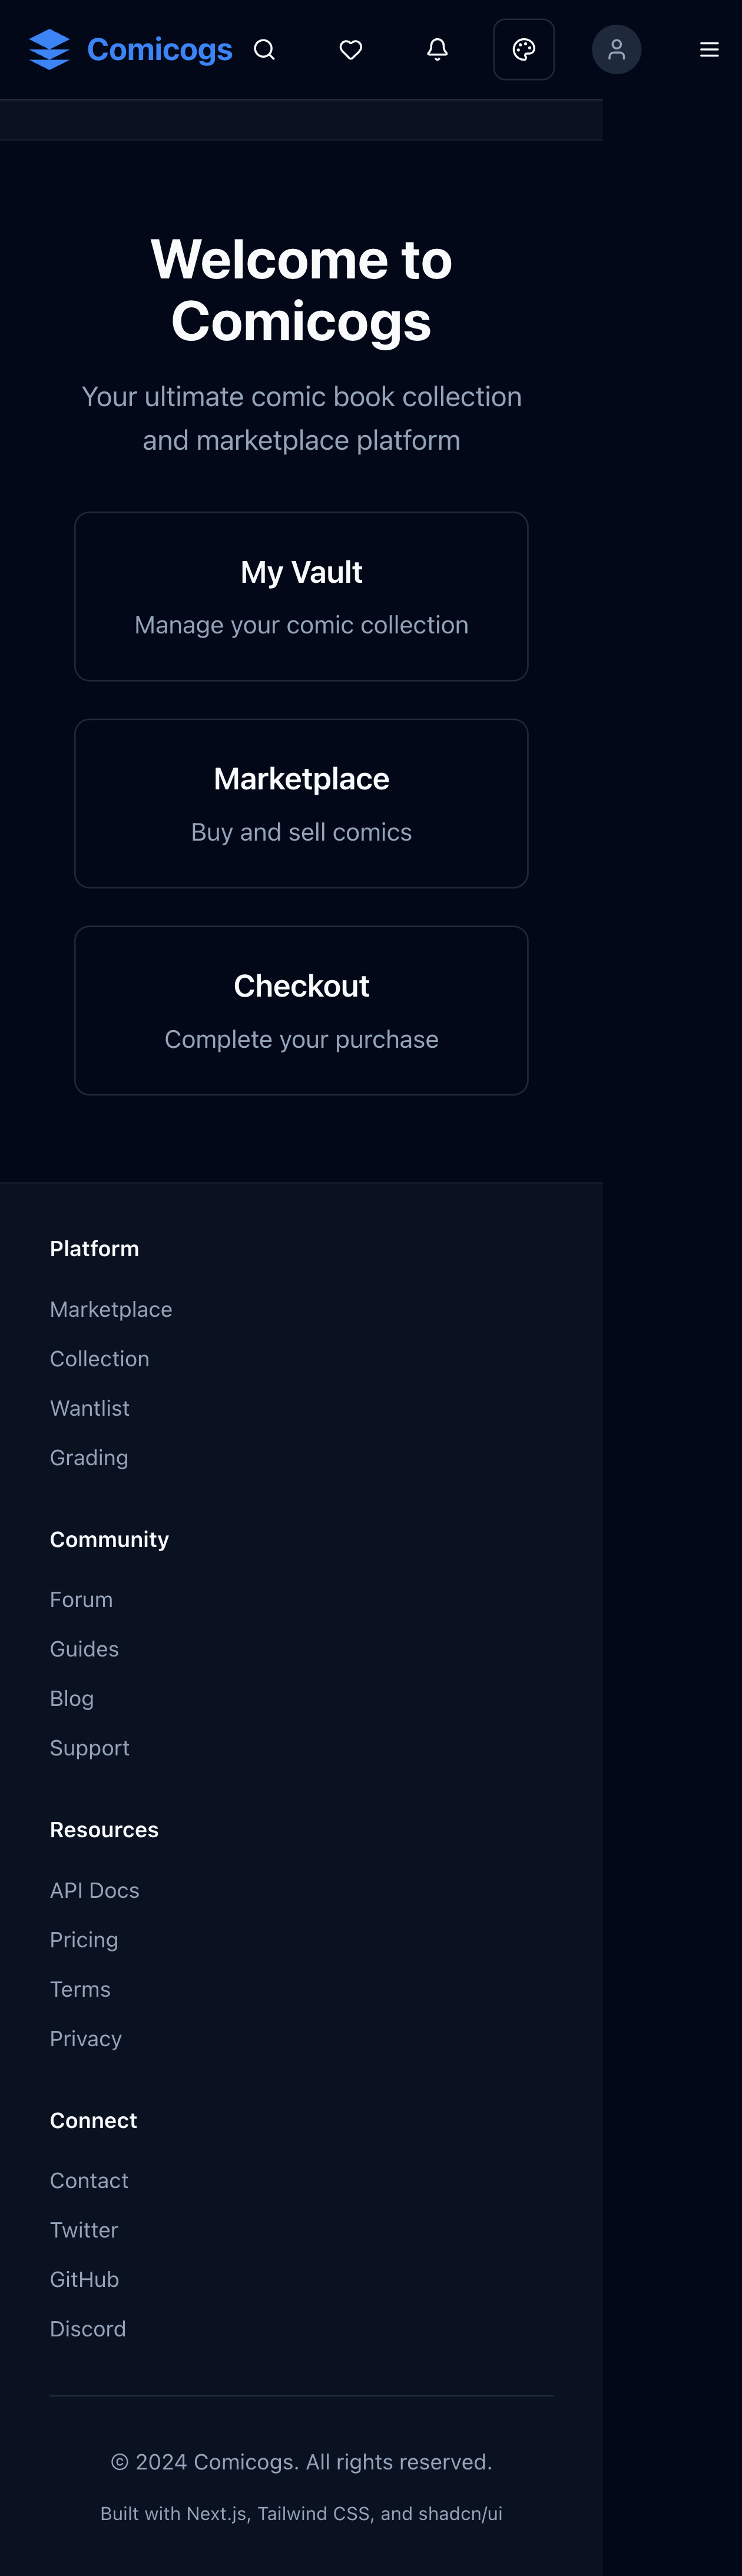 Comicogs
Welcome to
Comicogs
Your ultimate comic book collection
and marketplace platform
My Vault
Manage your comic collection
Marketplace
Buy and sell comics
Checkout
Complete your purchase
Platform
Marketplace
Collection
Wantlist
Grading
Community
Forum
Guides
Blog
Support
Resources
API Docs
Pricing
Terms
Privacy
Connect
Contact
Twitter
GitHub
Discord
© 2024 Comicogs. All rights reserved.
Built with Next.js, Tailwind CSS, and shadcn/ui